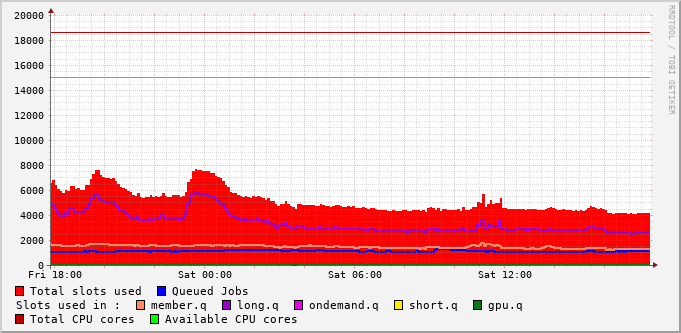 20000
18000
16000
14000
12000
10000
8000
6000
4000
2000
0
Fri 18:00 Sat 00:00 Sat 06:00 Sat 12:00
Total slots used Queued Jobs
Slots used in : member.q long.q ondemand.q short.q gpu.q
Total CPU cores Available CPU cores
RRDTOOL / TOBI OETIKER